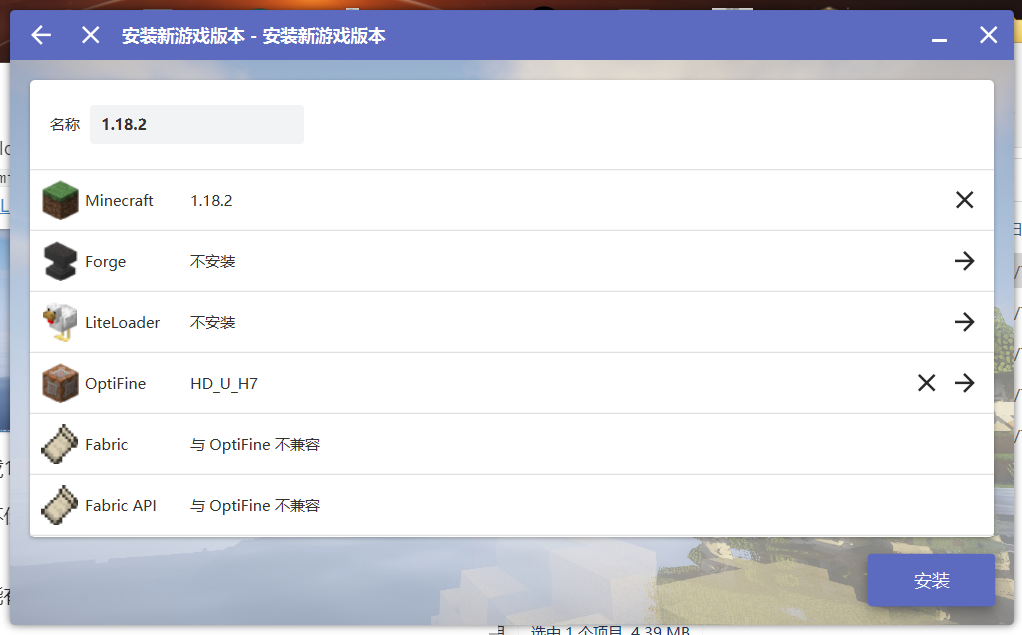 安装新游戏版本 - 安装新游戏版本
名称 1.18.2
Minecraft 1.18.2
Forge 不安装
LiteLoader 不安装
OptiFine HD_U_H7
Fabric 与 OptiFine 不兼容
Fabric API 与 OptiFine 不兼容
安装
选中 1 个项目 4.39 MB